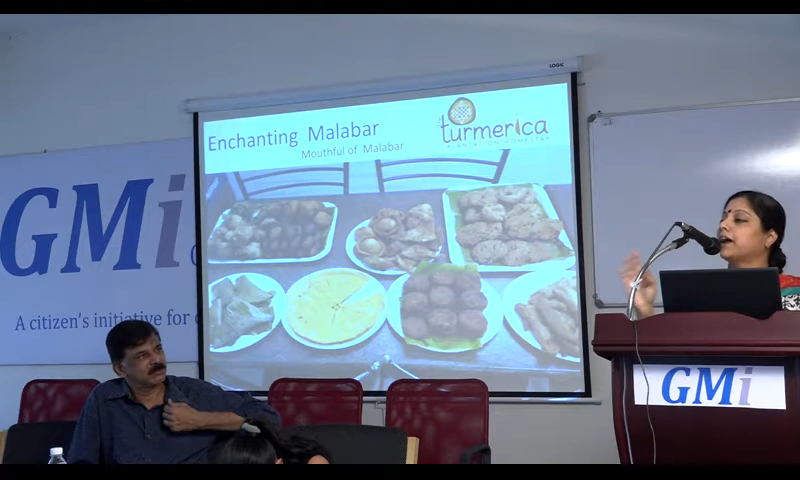 LOGIC
Enchanting Malabar
Mouthful of Malabar
turmerica
PLANTATION HOMESTAY
GMi
A citizen's initiative for
GMi